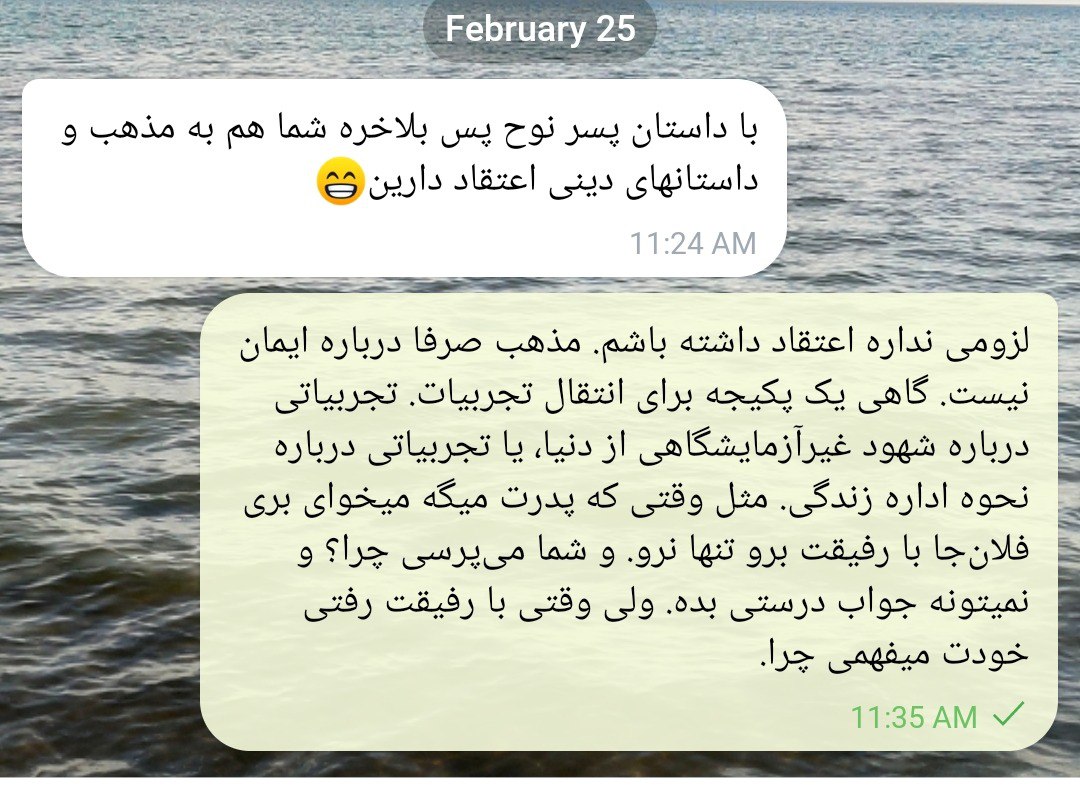 February 25
با داستان پسر نوح پس بلاخره شما هم به مذهب و
داستانهای دینی اعتقاد دارین😁
11:24 AM
لزومی نداره اعتقاد داشته باشم. مذهب صرفا درباره ایمان
نیست. گاهی یک پکیجه برای انتقال تجربیات. تجربیاتی
درباره شهود غیرآزمایشگاهی از دنیا، یا تجربیاتی درباره
نحوه اداره زندگی. مثل وقتی که پدرت میگه میخوای بری
فلان‌جا با رفیقت برو تنها نرو. و شما می‌پرسی چرا؟ و
نمیتونه جواب درستی بده. ولی وقتی با رفیقت رفتی
خودت میفهمی چرا.
11:35 AM